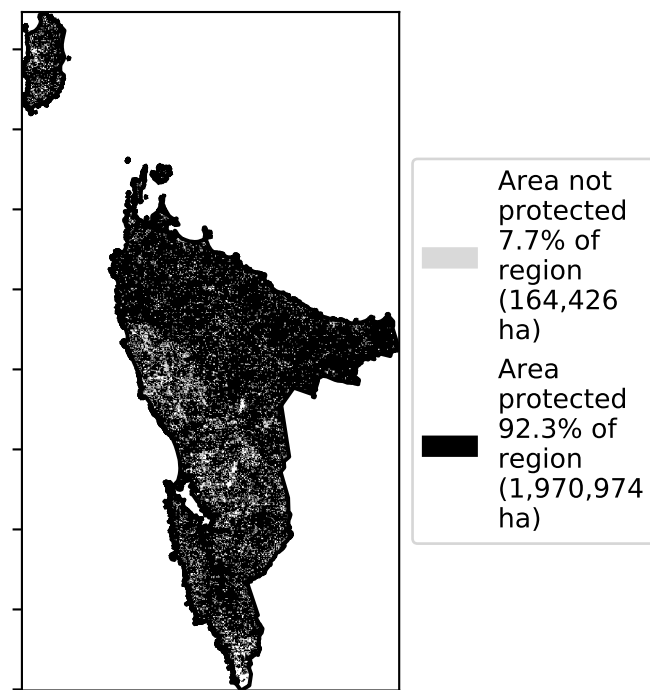 Area not
protected
7.7% of
region
(164,426
ha)
Area
protected
92.3% of
region
(1,970,974
ha)